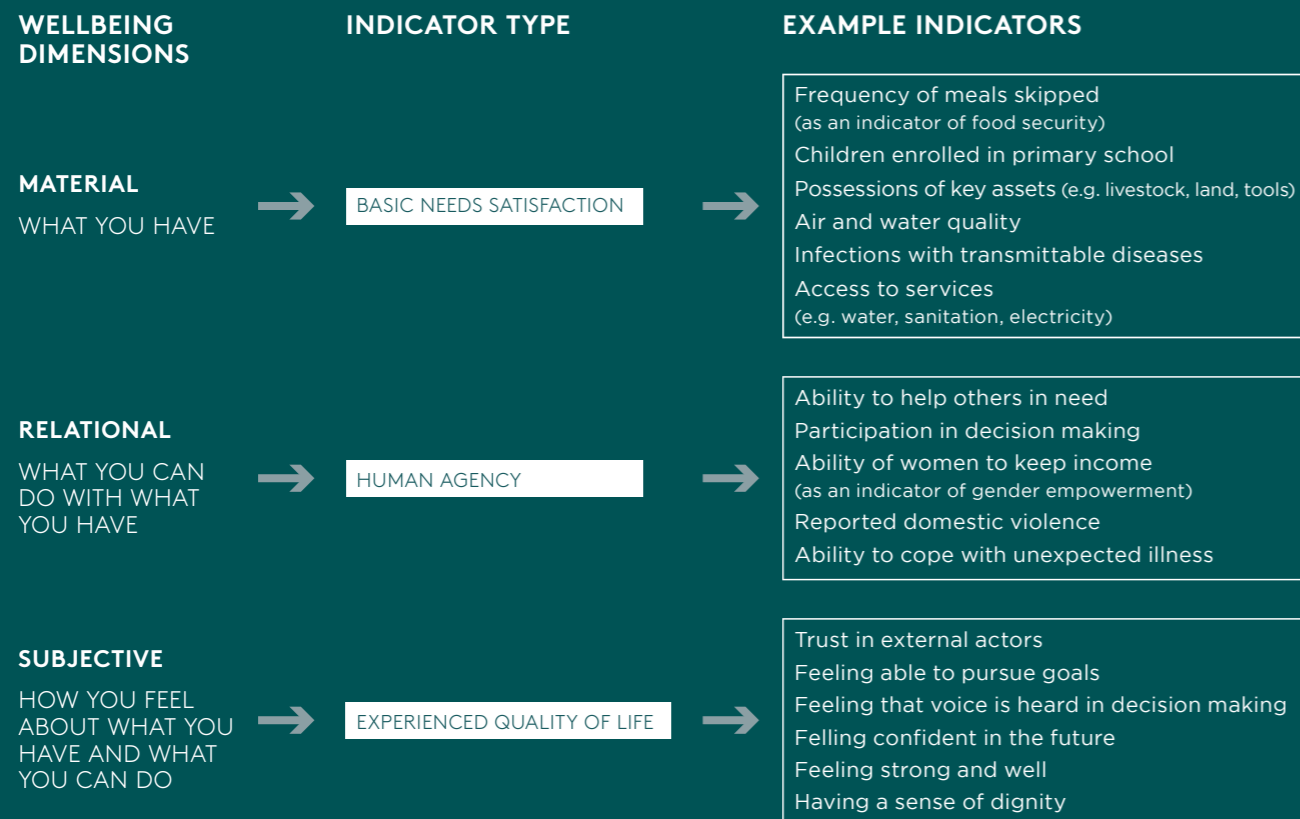 WELLBEING
DIMENSIONS
INDICATOR TYPE
EXAMPLE INDICATORS
MATERIAL
WHAT YOU HAVE
BASIC NEEDS SATISFACTION
Frequency of meals skipped
(as an indicator of food security)
Children enrolled in primary school
Possessions of key assets (e.g. livestock, land, tools)
Air and water quality
Infections with transmittable diseases
Access to services
(e.g. water, sanitation, electricity)
RELATIONAL
WHAT YOU CAN
DO WITH WHAT
YOU HAVE
HUMAN AGENCY
Ability to help others in need
Participation in decision making
Ability of women to keep income
(as an indicator of gender empowerment)
Reported domestic violence
Ability to cope with unexpected illness
SUBJECTIVE
HOW YOU FEEL
ABOUT WHAT YOU
HAVE AND WHAT
YOU CAN DO
EXPERIENCED QUALITY OF LIFE
Trust in external actors
Feeling able to pursue goals
Feeling that voice is heard in decision making
Felling confident in the future
Feeling strong and well
Having a sense of dignity